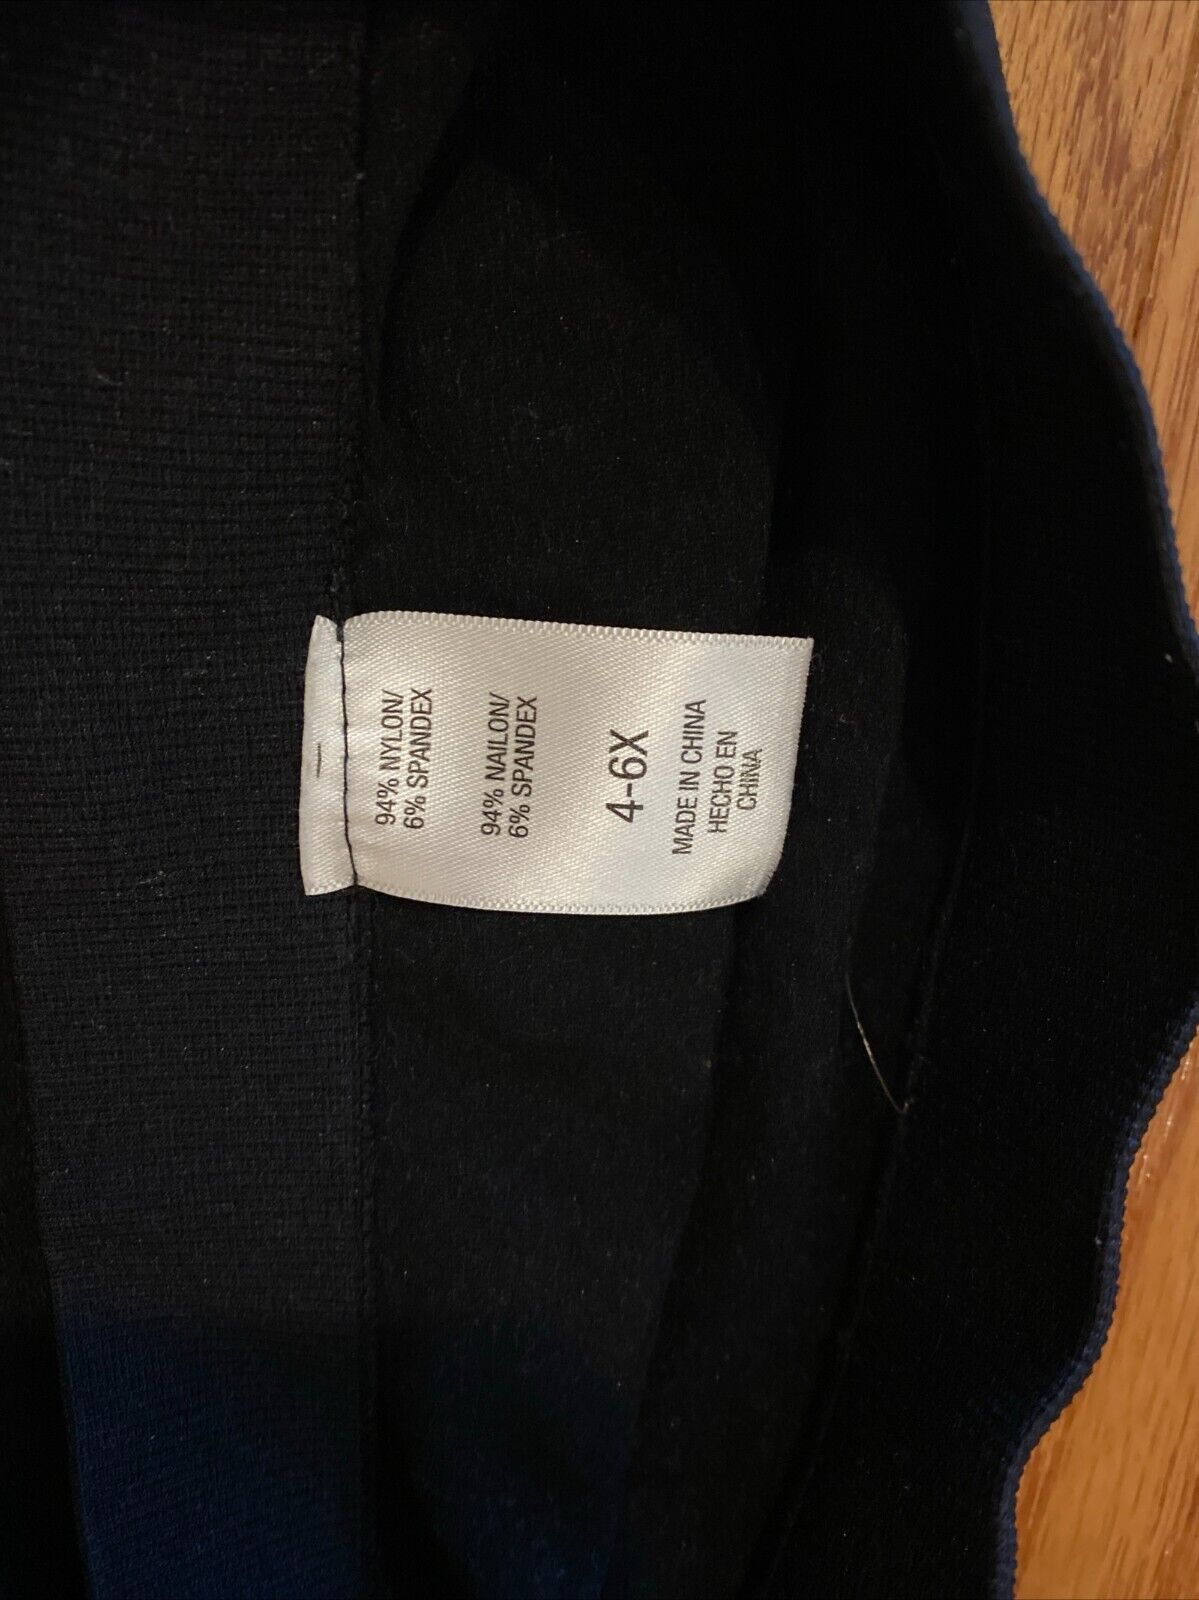 94% NYLON/
6% SPANDEX
94% NAILON/
6% SPANDEX
4-6X
MADE IN CHINA
HECHO EN
CHINA